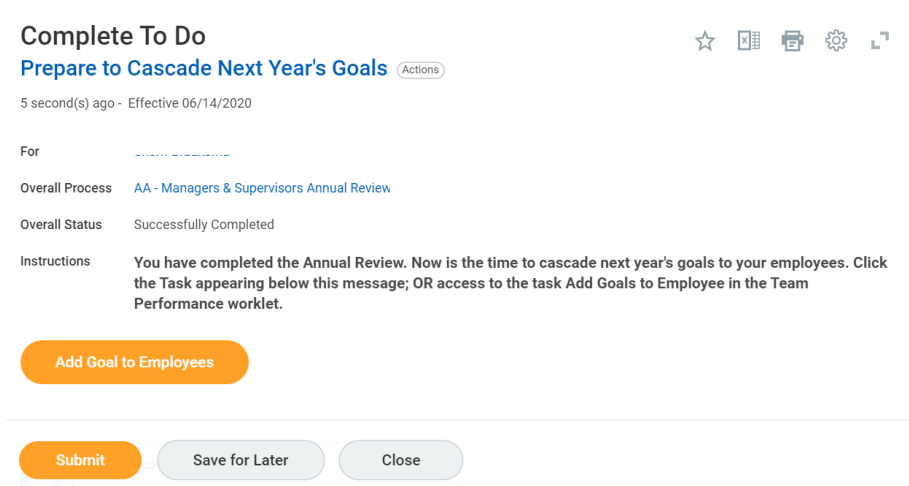 Complete To Do
Prepare to Cascade Next Year's Goals Actions
5 second(s) ago - Effective 06/14/2020
For
Overall Process AA - Managers & Supervisors Annual Review
Overall Status Successfully Completed
Instructions You have completed the Annual Review. Now is the time to cascade next year's goals to your employees. Click
the Task appearing below this message; OR access to the task Add Goals to Employee in the Team
Performance worklet.
Add Goal to Employees
Submit Save for Later Close